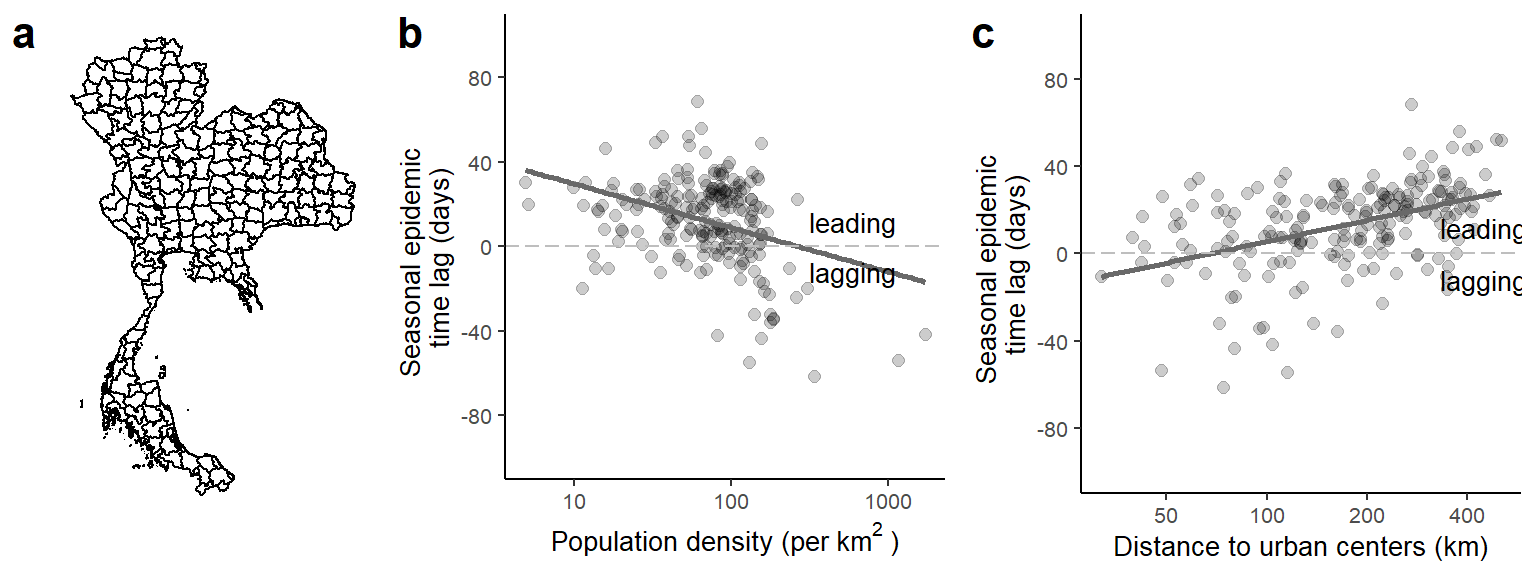 a
b
Seasonal epidemic
time lag (days)
80
40
0
-40
-80
leading
lagging
10
100
1000
Population density (per km2 )
c
Seasonal epidemic
time lag (days)
80
40
0
-40
-80
leading
lagging
50
100
200
400
Distance to urban centers (km)